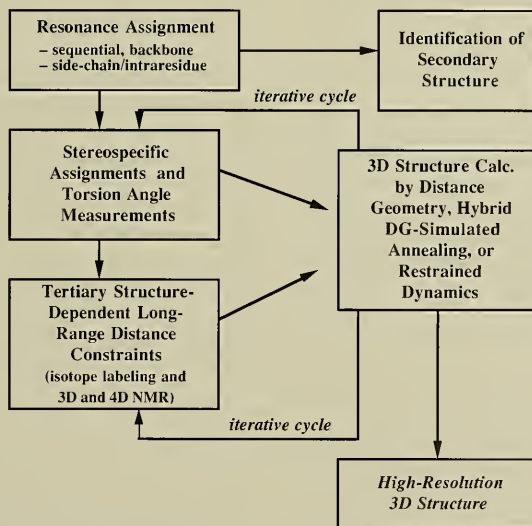 Resonance Assignment
– sequential, backbone
– side-chain/intraresidue
Identification of
Secondary
Structure
iterative cycle
Stereospecific
Assignments and
Torsion Angle
Measurements
3D Structure Calc.
by Distance
Geometry, Hybrid
DG-Simulated
Annealing, or
Restrained
Dynamics
Tertiary Structure-
Dependent Long-
Range Distance
Constraints
(isotope labeling and
3D and 4D NMR)
iterative cycle
High-Resolution
3D Structure